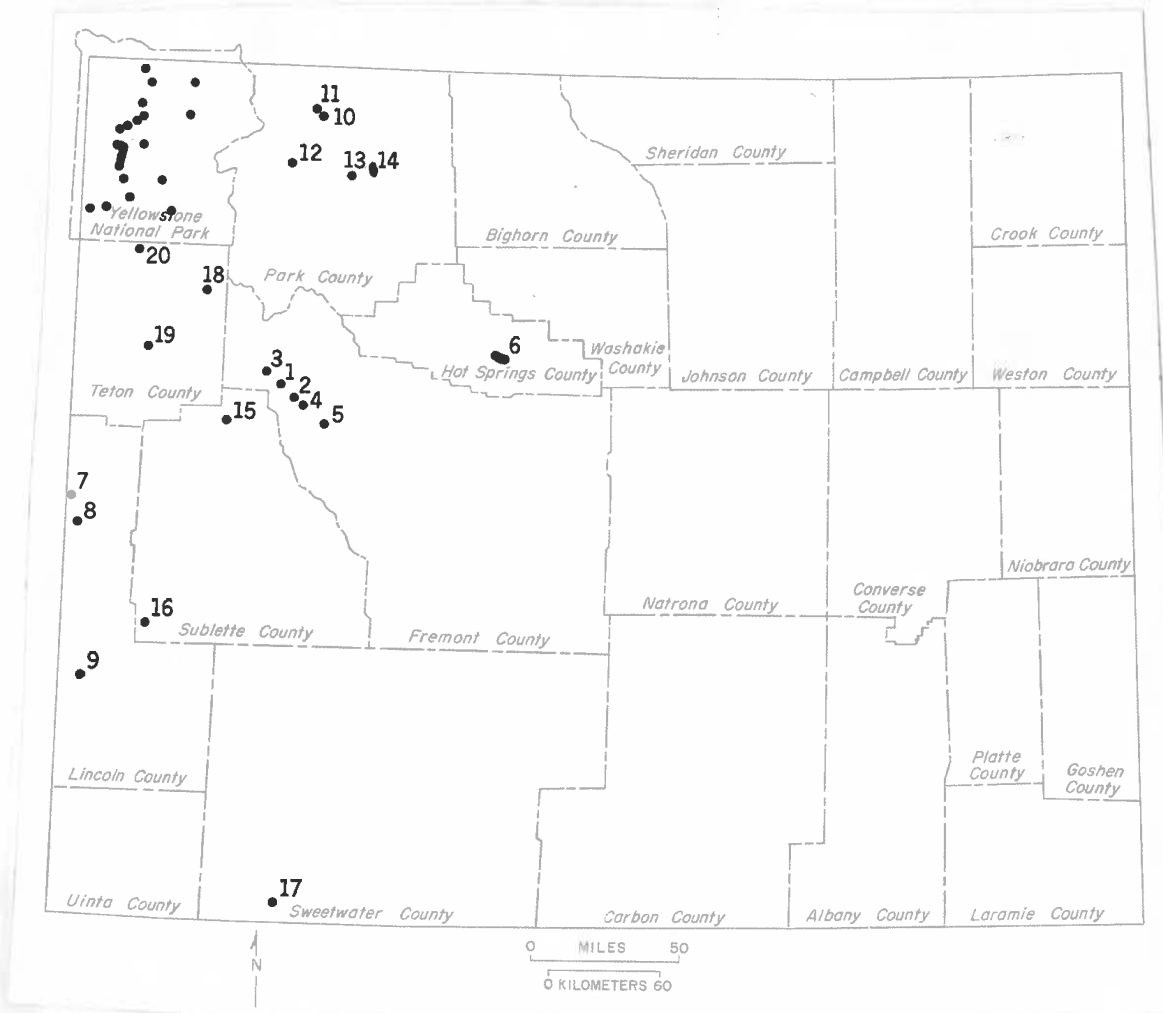 11
10
12
13
14
Sheridan County
Yellowstone
National Park
Bighorn County
Crook County
20
18
Park County
19
6
Washakie
County
3
1
2
4
5
Hot Springs County
Johnson County
Campbell County
Weston County
Teton County
15
7
8
Niobrara County
Converse
County
16
Sublette County
Fremont County
Natrona County
9
Lincoln County
Platte
County
Goshen
County
17
Uinta County
Sweetwater County
Carbon County
Albany County
Laramie County
N
0 MILES 50
0 KILOMETERS 60